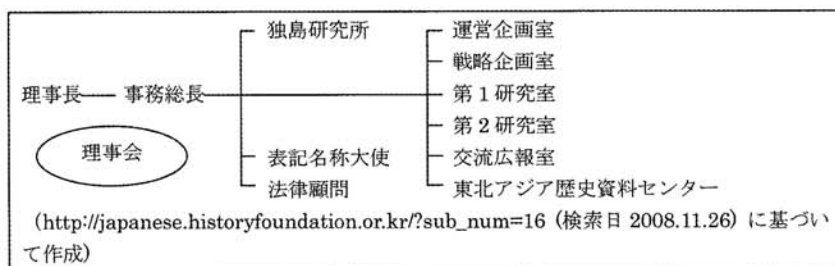 独島研究所 運営企画室
戦略企画室
理事長 事務総長 第1研究室
第2研究室
理事会 表記名称大使 交流広報室
法律顧問 東北アジア歴史資料センター
(http://japanese.historyfoundation.or.kr/?sub_num=16 (検索日 2008.11.26) に基づい
て作成)